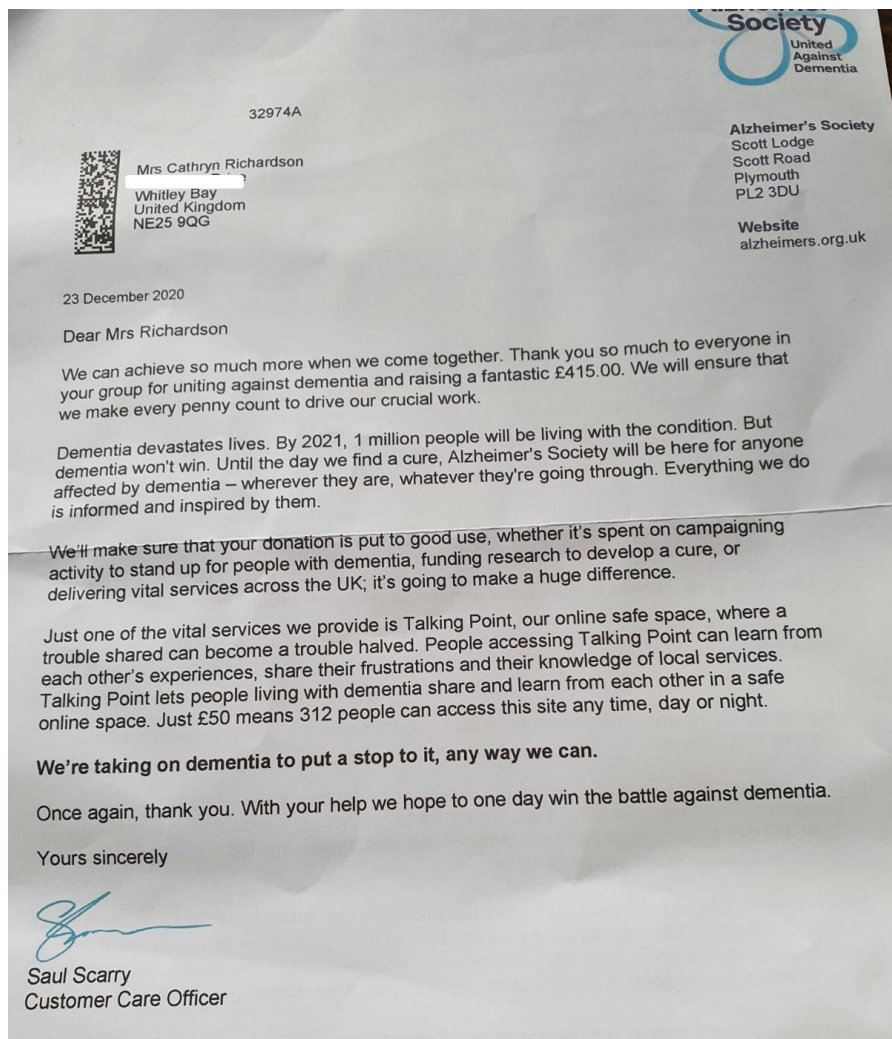 Society
United
Against
Dementia
32974A
Mrs Cathryn Richardson
Whitley Bay
United Kingdom
NE25 9QG
Alzheimer's Society
Scott Lodge
Scott Road
Plymouth
PL2 3DU
Website
alzheimers.org.uk
23 December 2020
Dear Mrs Richardson
We can achieve so much more when we come together. Thank you so much to everyone in
your group for uniting against dementia and raising a fantastic £415.00. We will ensure that
we make every penny count to drive our crucial work.
Dementia devastates lives. By 2021, 1 million people will be living with the condition. But
dementia won't win. Until the day we find a cure, Alzheimer's Society will be here for anyone
affected by dementia – wherever they are, whatever they're going through. Everything we do
is informed and inspired by them.
We'll make sure that your donation is put to good use, whether it's spent on campaigning
activity to stand up for people with dementia, funding research to develop a cure, or
delivering vital services across the UK; it's going to make a huge difference.
Just one of the vital services we provide is Talking Point, our online safe space, where a
trouble shared can become a trouble halved. People accessing Talking Point can learn from
each other's experiences, share their frustrations and their knowledge of local services.
Talking Point lets people living with dementia share and learn from each other in a safe
online space. Just £50 means 312 people can access this site any time, day or night.
We're taking on dementia to put a stop to it, any way we can.
Once again, thank you. With your help we hope to one day win the battle against dementia.
Yours sincerely
Saul Scarry
Customer Care Officer